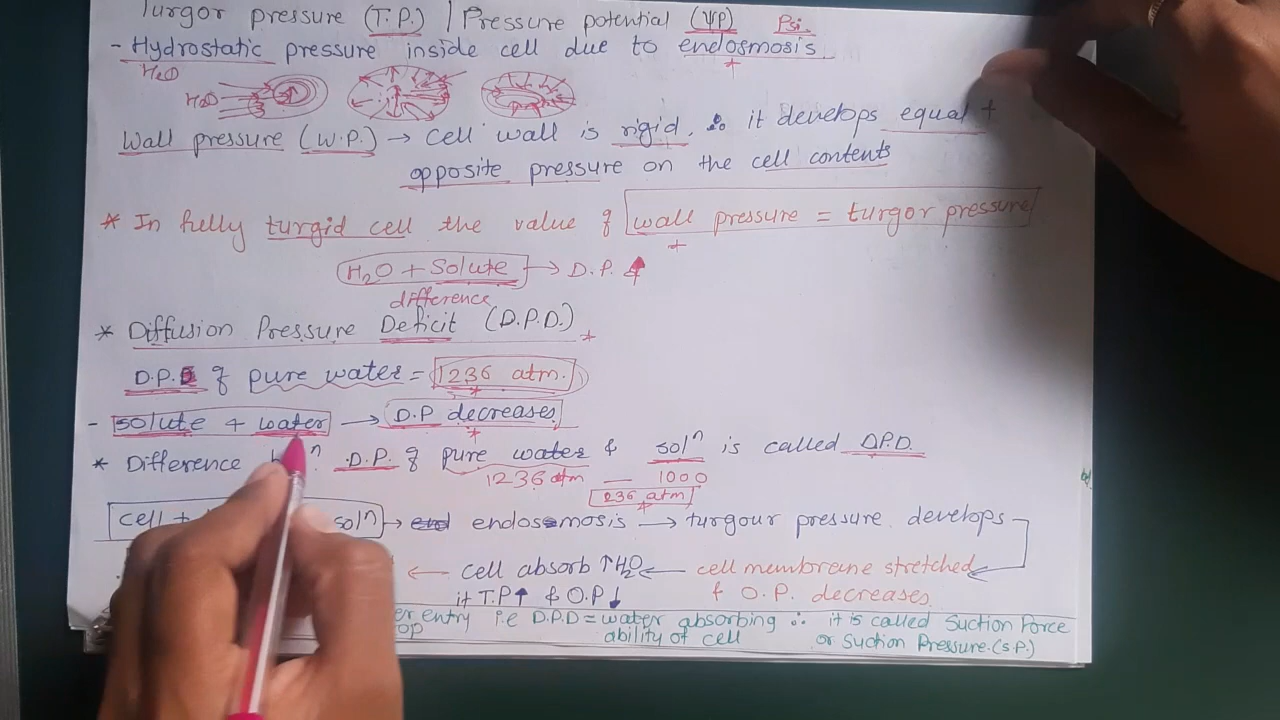 Turgor pressure (T.P.) | Pressure potential (Ψp) Psi.
- Hydrostatic pressure inside cell due to endosmosis.
H2O
H2O
Wall pressure (W.P.) → cell wall is rigid, ∴ it develops equal +
opposite pressure on the cell contents
* In fully turgid cell the value of wall pressure = turgor pressure
H2O + Solute → D.P. ↑
difference
* Diffusion Pressure Deficit (D.P.D.)
D.P. of pure water = 1236 atm.
- solute + water → D.P decreases
* Difference D.P. of pure water & solⁿ is called D.P.D.
1236 atm — 1000
236 atm
cell + solⁿ → endosmosis → turgour pressure develops
cell absorb ↑H2O ← cell membrane stretched
it T.P↑ & O.P↓ & O.P. decreases
entry i.e D.P.D = water absorbing ∴ it is called Suction Force
ability of cell or Suction Pressure.(S.P.)